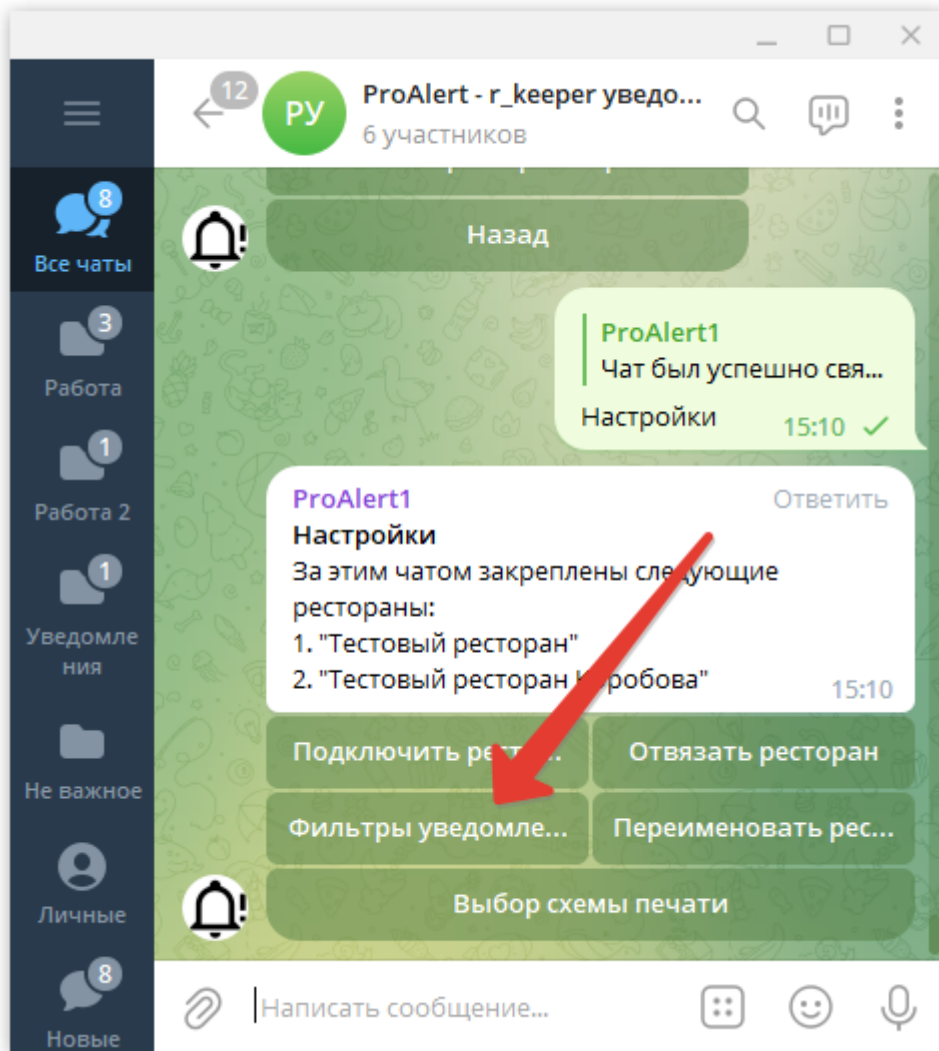 12
РУ
ProAlert - r_keeper уведо...
6 участников
8
Все чаты
3
Работа
1
Работа 2
1
Уведомле
ния
Не важное
Личные
8
Новые
Назад
ProAlert1
Чат был успешно свя...
Настройки
15:10
ProAlert1
Ответить
Настройки
За этим чатом закреплены следующие
рестораны:
1. "Тестовый ресторан"
2. "Тестовый ресторан Коробова"
15:10
Подключить рест...
Отвязать ресторан
Фильтры уведомле...
Переименовать рес...
Выбор схемы печати
Написать сообщение...